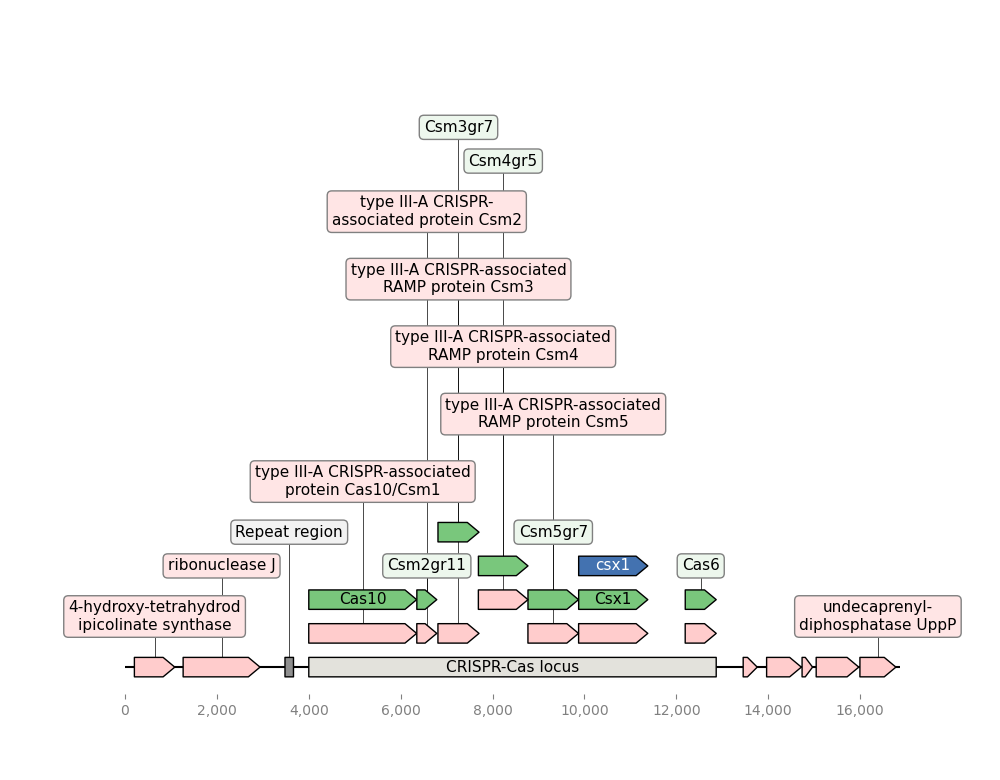 Csm3gr7
Csm4gr5
type III-A CRISPR-
associated protein Csm2
type III-A CRISPR-associated
RAMP protein Csm3
type III-A CRISPR-associated
RAMP protein Csm4
type III-A CRISPR-associated
RAMP protein Csm5
type III-A CRISPR-associated
protein Cas10/Csm1
Repeat region
Csm5gr7
ribonuclease J
Csm2gr11
csx1
Cas6
4-hydroxy-tetrahydrod
ipicolinate synthase
Cas10
Csx1
undecaprenyl-
diphosphatase UppP
CRISPR-Cas locus
0 2,000 4,000 6,000 8,000 10,000 12,000 14,000 16,000